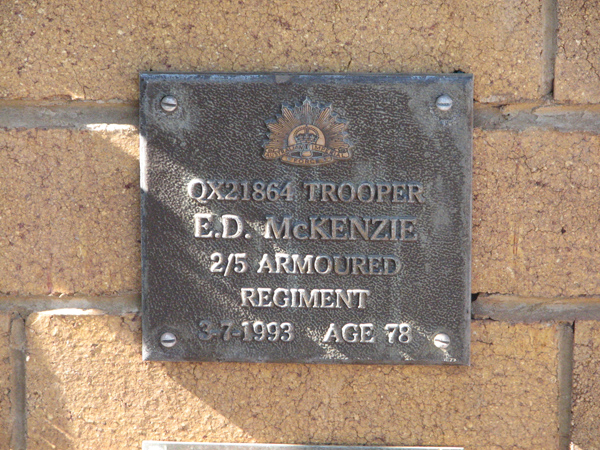 QX21864 TROOPER
E.D. McKENZIE
2/5 ARMOURED
REGIMENT
3-7-1993 AGE 78